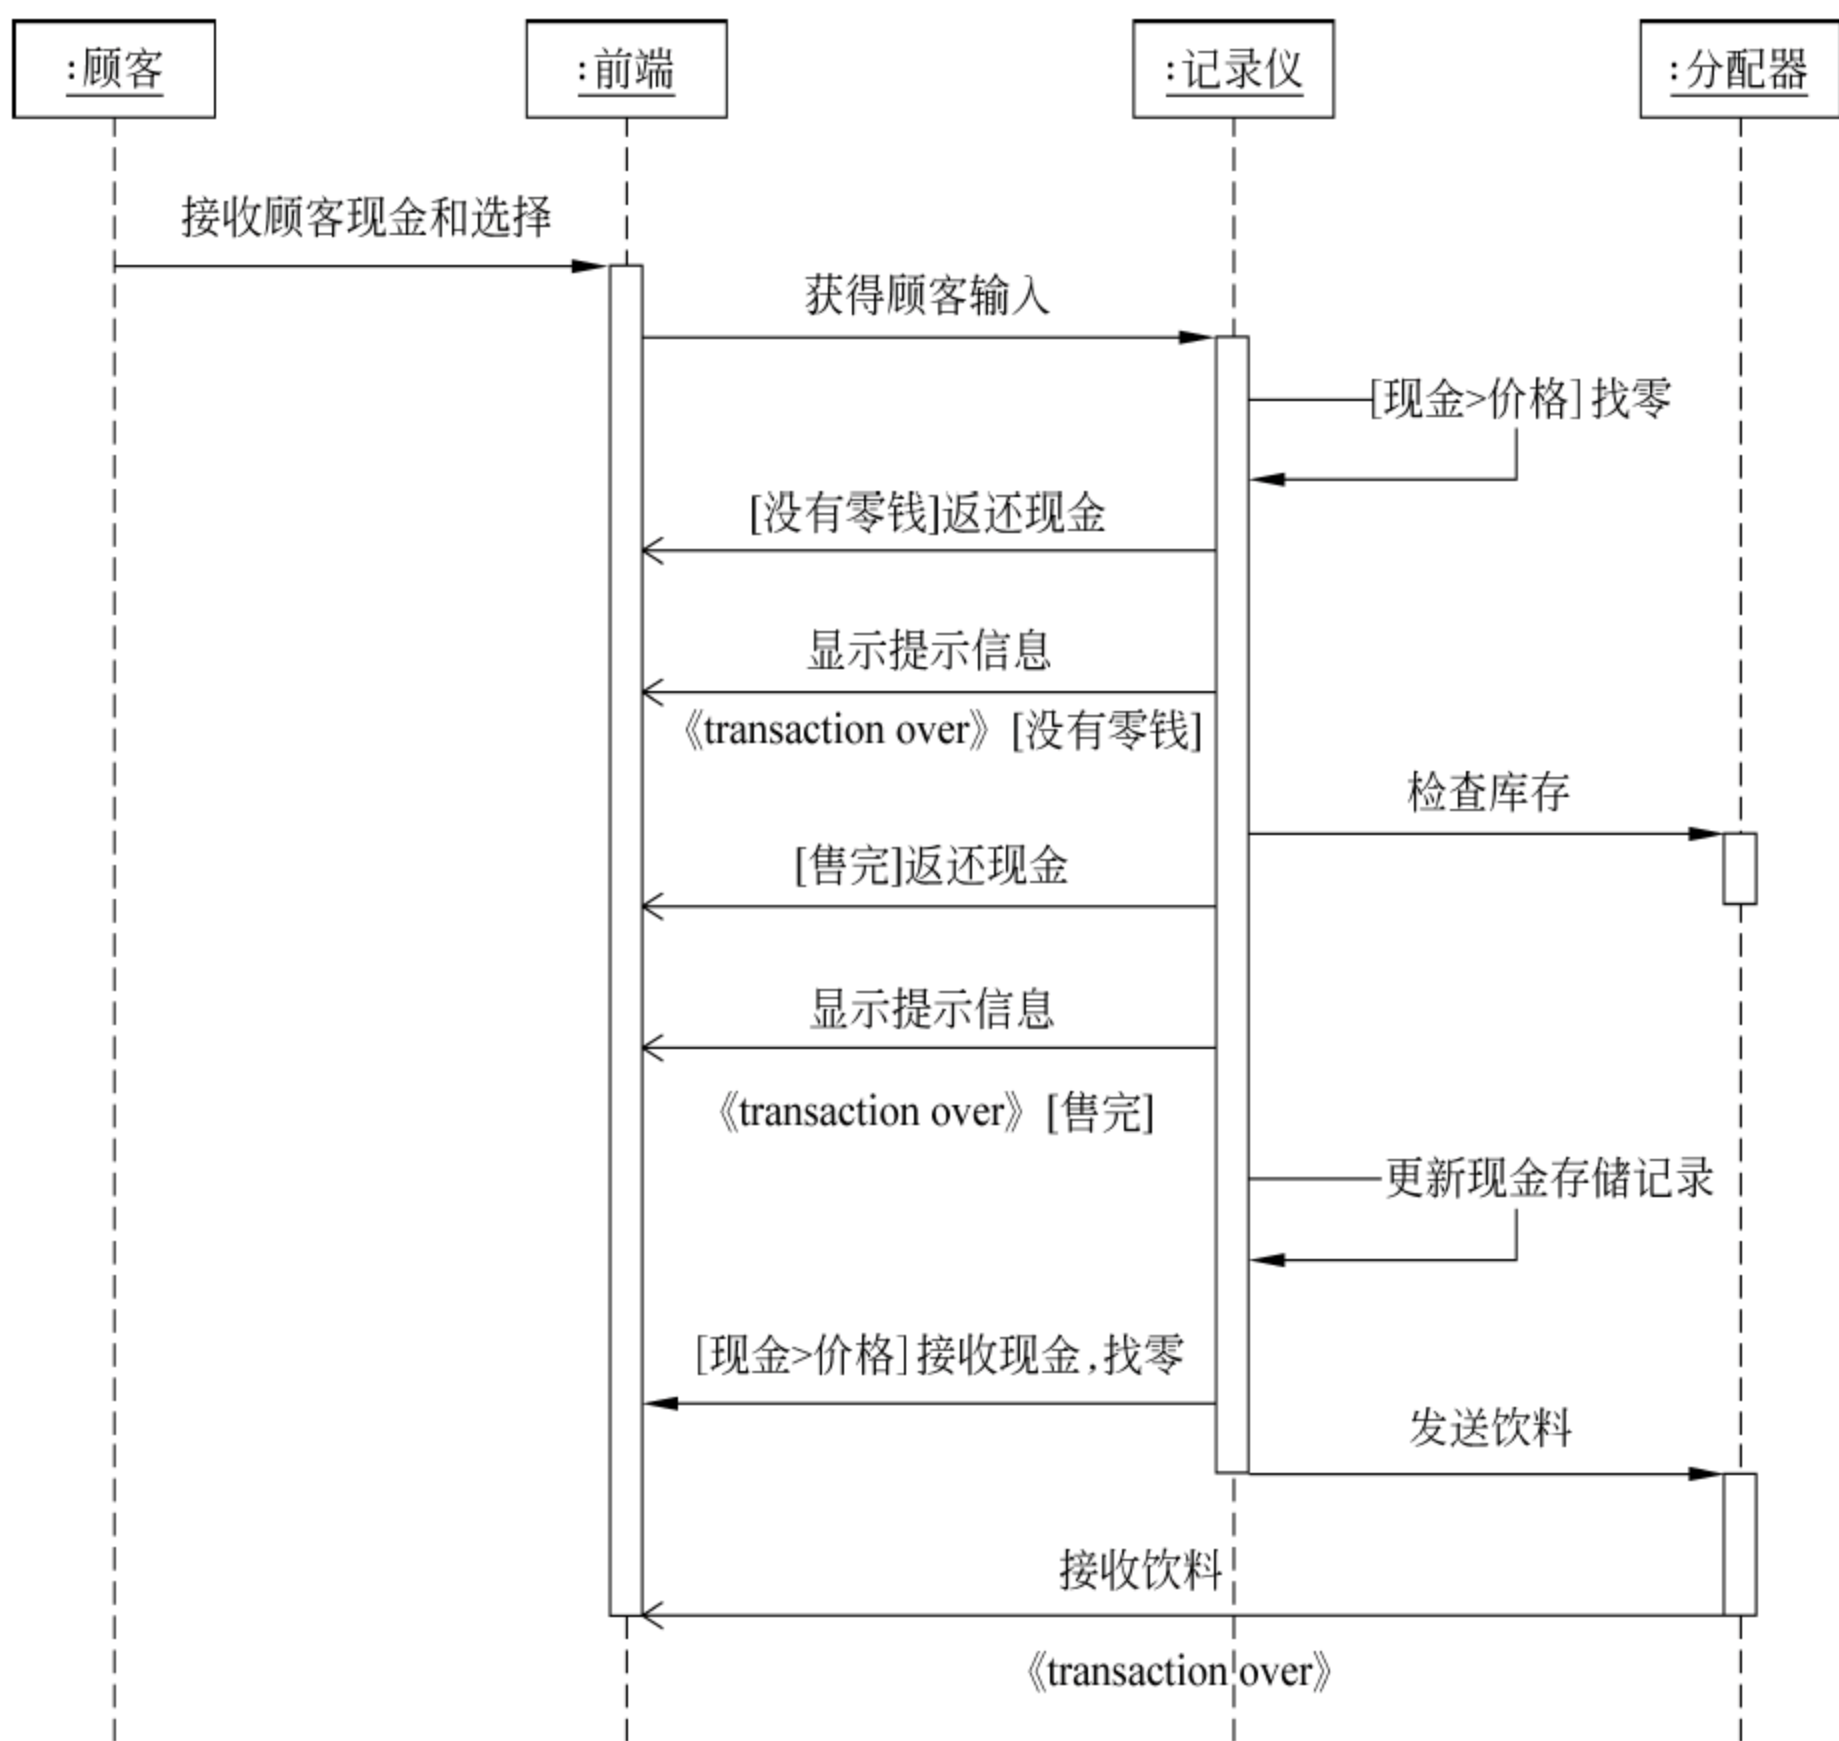 :顾客
:前端
:记录仪
:分配器
接收顾客现金和选择
获得顾客输入
[现金>价格]找零
[没有零钱]返还现金
显示提示信息
《transaction over》[没有零钱]
检查库存
[售完]返还现金
显示提示信息
《transaction over》[售完]
更新现金存储记录
[现金>价格]接收现金,找零
发送饮料
接收饮料
《transaction over》